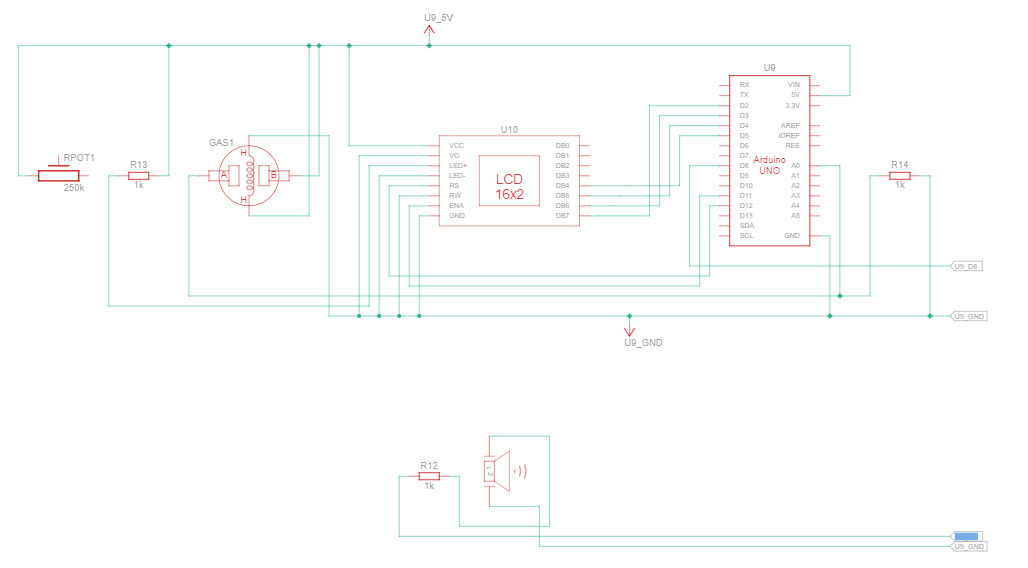 U9_5V
U9
RX
TX
D2
D3
D4
D5
D6
D7
D8
D9
D10
D11
D12
D13
SDA
SCL
VIN
5V
3.3V
AREF
IOREF
RES
A0
A1
A2
A3
A4
A5
GND
Arduino
UNO
U10
VCC
VO
LED+
LED-
RS
RW
ENA
GND
DB0
DB1
DB2
DB3
DB4
DB5
DB6
DB7
LCD
16x2
GAS1
H
A
B
H
RPOT1
250k
R13
1k
R14
1k
U9_D8
U9_GND
U9_GND
R12
1k
1
2
U9_GND